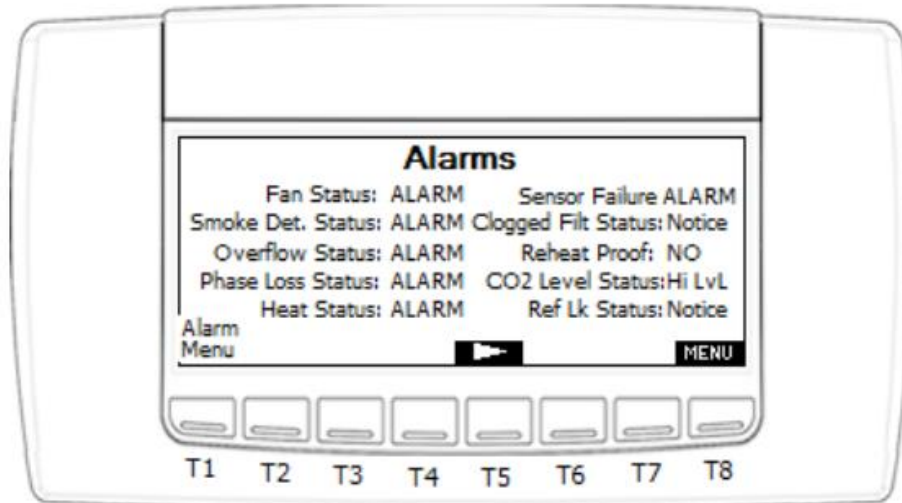 Alarms
Fan Status: ALARM Sensor Failure ALARM
Smoke Det. Status: ALARM Clogged Filt Status: Notice
Overflow Status: ALARM Reheat Proof: NO
Phase Loss Status: ALARM CO2 Level Status: Hi LvL
Heat Status: ALARM Ref Lk Status: Notice
Alarm
Menu MENU
T1 T2 T3 T4 T5 T6 T7 T8